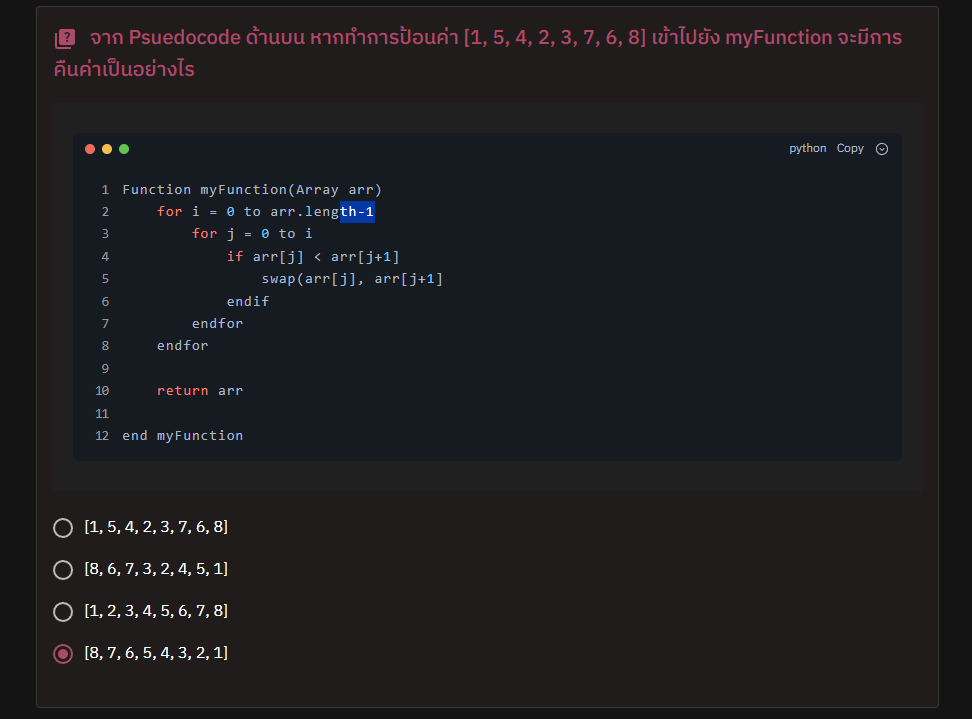 จาก Psuedocode ด้านบน หากทำการป้อนค่า [1, 5, 4, 2, 3, 7, 6, 8] เข้าไปยัง myFunction จะมีการ
คืนค่าเป็นอย่างไร
python Copy
1 Function myFunction(Array arr)
2     for i = 0 to arr.length-1
3         for j = 0 to i
4             if arr[j] < arr[j+1]
5                 swap(arr[j], arr[j+1]
6             endif
7         endfor
8     endfor
9
10     return arr
11
12 end myFunction
[1, 5, 4, 2, 3, 7, 6, 8]
[8, 6, 7, 3, 2, 4, 5, 1]
[1, 2, 3, 4, 5, 6, 7, 8]
[8, 7, 6, 5, 4, 3, 2, 1]